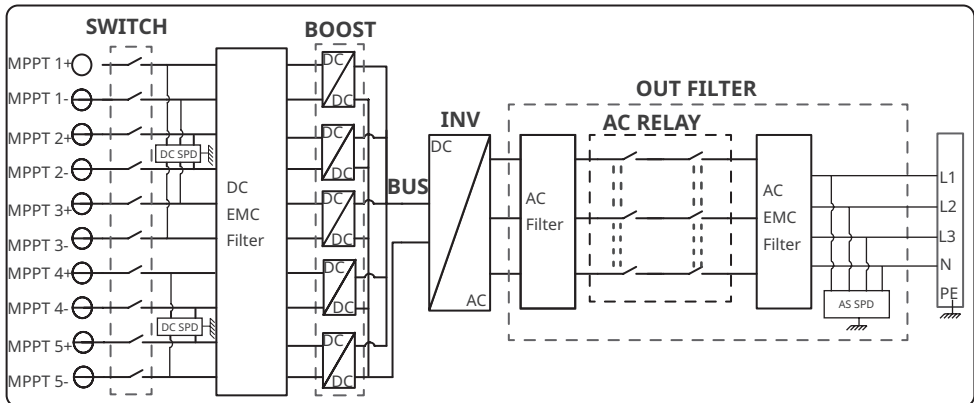 SWITCH
BOOST
MPPT 1+
MPPT 1-
MPPT 2+
MPPT 2-
MPPT 3+
MPPT 3-
MPPT 4+
MPPT 4-
MPPT 5+
MPPT 5-
DC SPD
DC SPD
DC
EMC
Filter
DC
DC
DC
DC
DC
DC
DC
DC
DC
DC
BUS
INV
DC
AC
OUT FILTER
AC
Filter
AC RELAY
AC
EMC
Filter
AS SPD
L1
L2
L3
N
PE